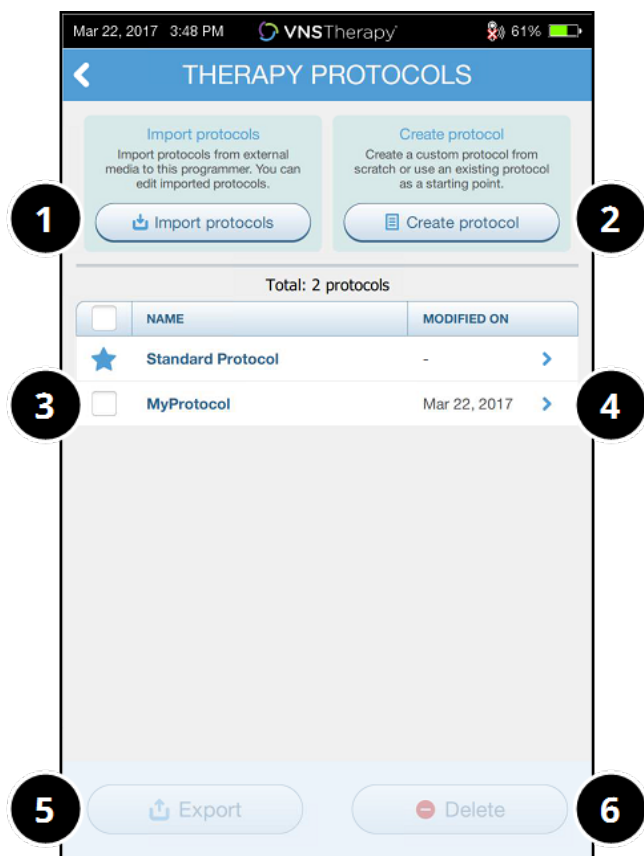 Mar 22, 2017 3:48 PM VNSTherapy 61%
THERAPY PROTOCOLS
Import protocols
Import protocols from external
media to this programmer. You can
edit imported protocols.
Import protocols
Create protocol
Create a custom protocol from
scratch or use an existing protocol
as a starting point.
Create protocol
1
2
Total: 2 protocols
NAME MODIFIED ON
Standard Protocol -
3
MyProtocol Mar 22, 2017
4
5
Export
Delete
6